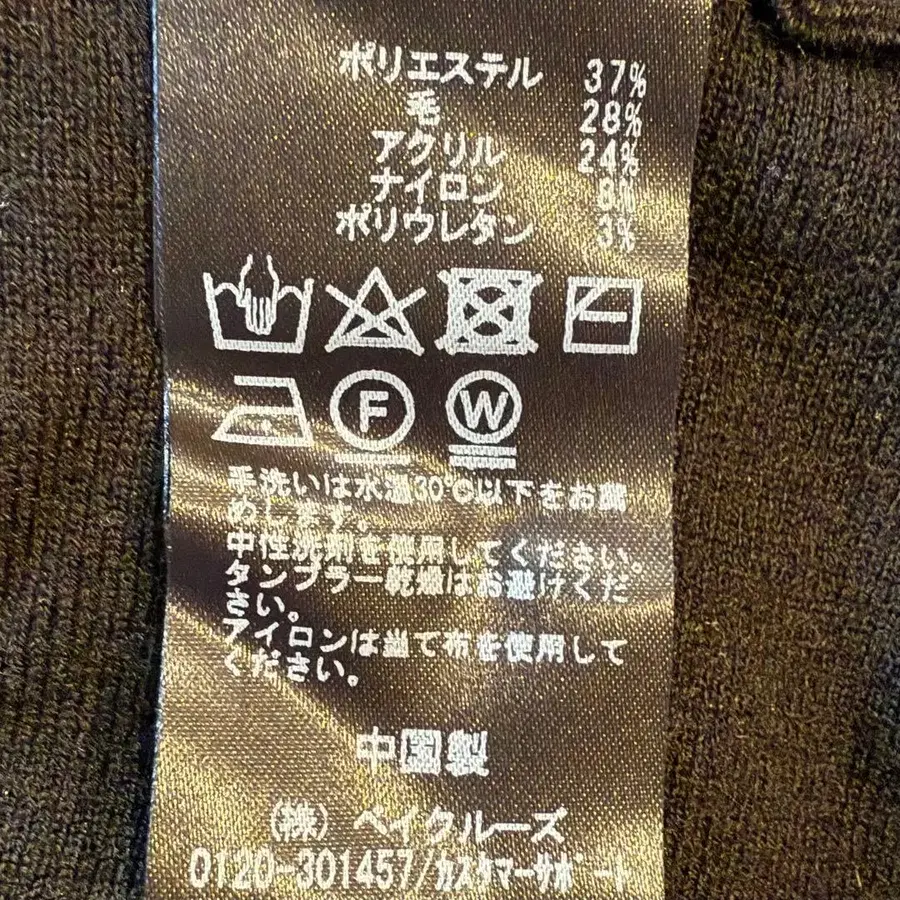 ポリエステル 37%
毛 28%
アクリル 24%
ナイロン 8%
ポリウレタン 3%
F W
手洗いは水温30℃以下をお薦
めします。
中性洗剤を使用してください。
タンブラー乾燥はお避けくだ
さい。
アイロンは当て布を使用して
ください。
中国製
(株) ベイクルーズ
0120-301457/ｶｽﾀﾏｰｻﾎﾟｰﾄ